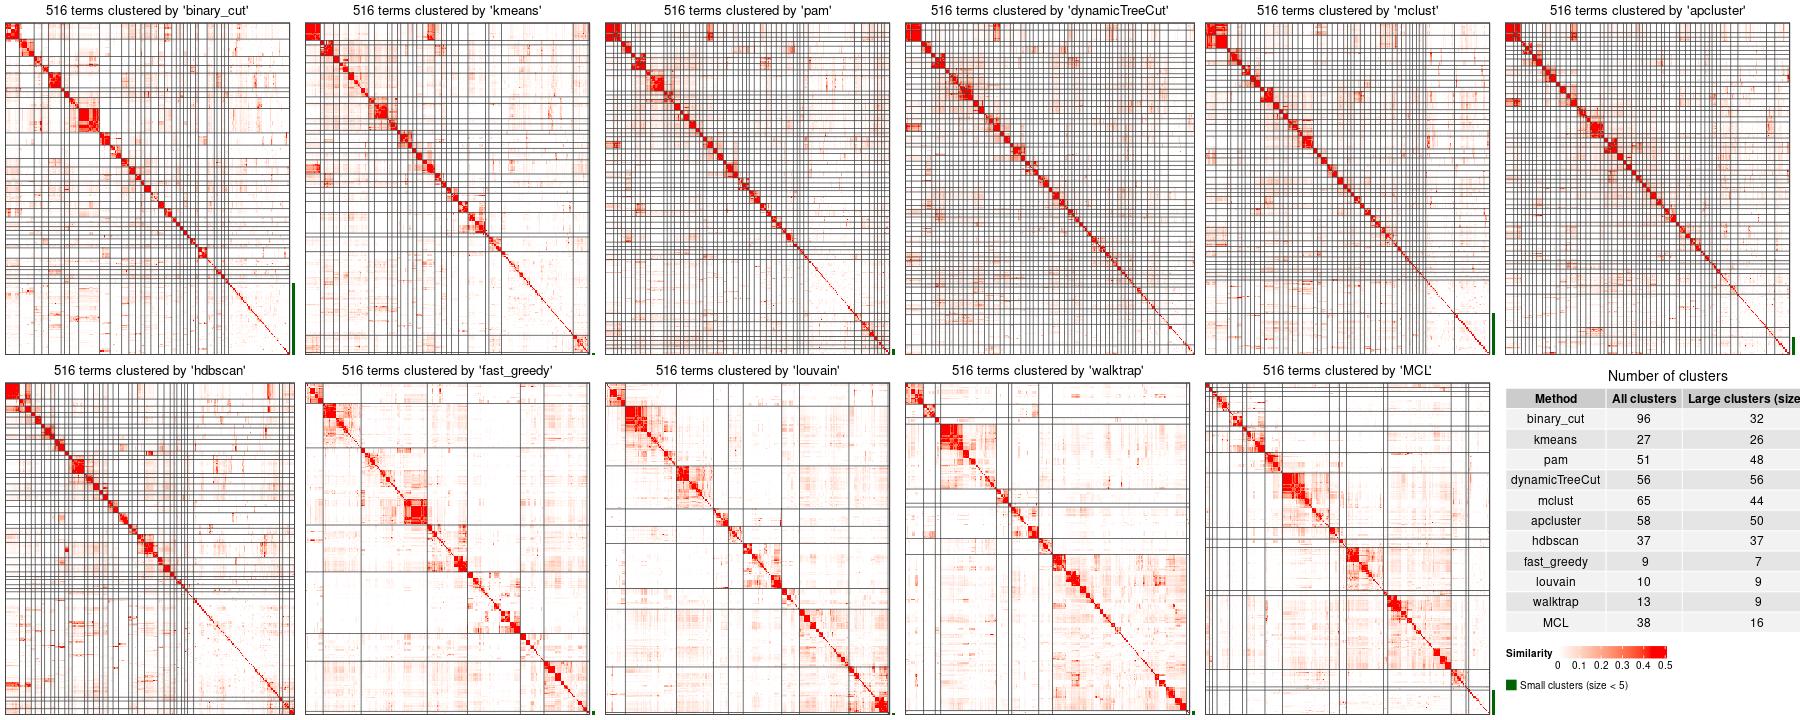 516 terms clustered by 'binary_cut'
516 terms clustered by 'kmeans'
516 terms clustered by 'pam'
516 terms clustered by 'dynamicTreeCut'
516 terms clustered by 'mclust'
516 terms clustered by 'apcluster'
516 terms clustered by 'hdbscan'
516 terms clustered by 'fast_greedy'
516 terms clustered by 'louvain'
516 terms clustered by 'walktrap'
516 terms clustered by 'MCL'
Number of clusters
Method All clusters Large clusters (size
binary_cut 96 32
kmeans 27 26
pam 51 48
dynamicTreeCut 56 56
mclust 65 44
apcluster 58 50
hdbscan 37 37
fast_greedy 9 7
louvain 10 9
walktrap 13 9
MCL 38 16
Similarity
0 0.1 0.2 0.3 0.4 0.5
Small clusters (size < 5)